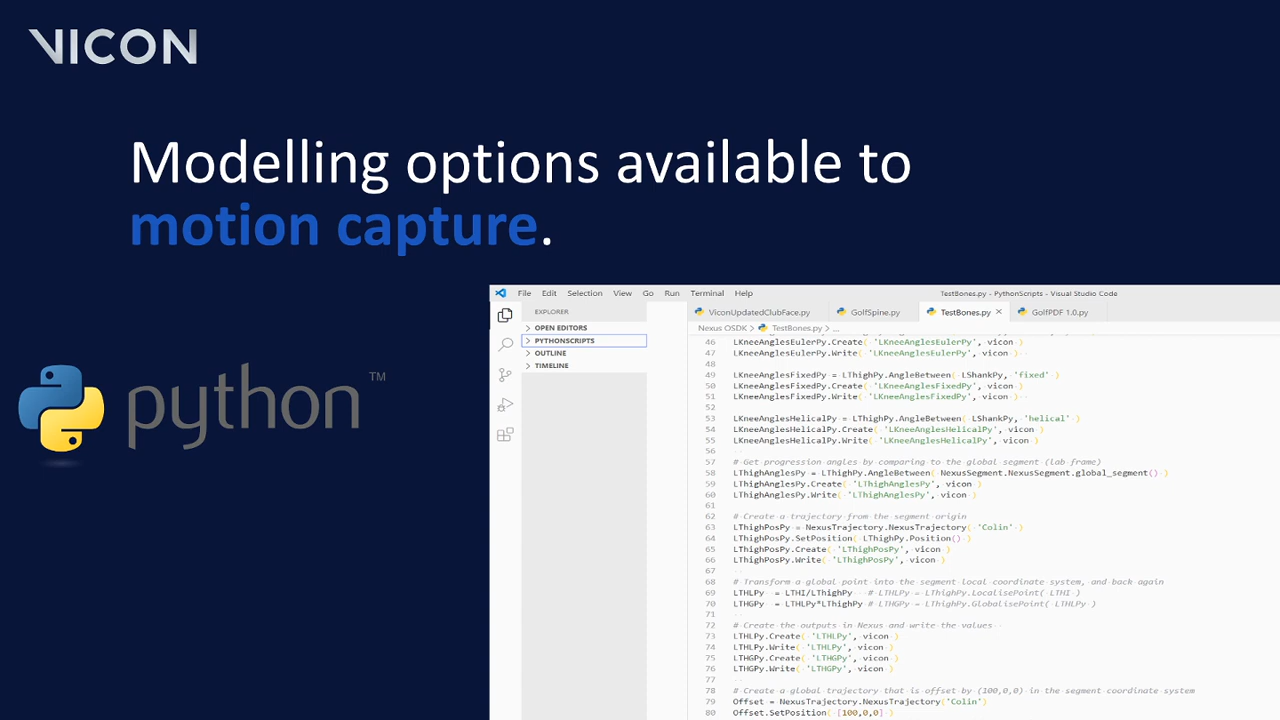 VICON
Modelling options available to
motion capture.
python™
File Edit Selection View Go Run Terminal Help
TestBones.py - PythonScripts - Visual Studio Code
EXPLORER
OPEN EDITORS
PYTHONSCRIPTS
OUTLINE
TIMELINE
ViconUpdatedClubFace.py GolfSpine.py TestBones.py × GolfPDF 1.0.py
Nexus OSDK > TestBones.py > ...
46 LKneeAnglesEulerPy.Create( 'LKneeAnglesEulerPy', vicon )
47 LKneeAnglesEulerPy.Write( 'LKneeAnglesEulerPy', vicon )
48
49 LKneeAnglesFixedPy = LThighPy.AngleBetween( LShankPy, 'fixed' )
50 LKneeAnglesFixedPy.Create( 'LKneeAnglesFixedPy', vicon )
51 LKneeAnglesFixedPy.Write( 'LKneeAnglesFixedPy', vicon )
52
53 LKneeAnglesHelicalPy = LThighPy.AngleBetween( LShankPy, 'helical' )
54 LKneeAnglesHelicalPy.Create( 'LKneeAnglesHelicalPy', vicon )
55 LKneeAnglesHelicalPy.Write( 'LKneeAnglesHelicalPy', vicon )
56
57 # Get progression angles by comparing to the global segment (lab frame)
58 LThighAnglesPy = LThighPy.AngleBetween( NexusSegment.NexusSegment.global_segment() )
59 LThighAnglesPy.Create( 'LThighAnglesPy', vicon )
60 LThighAnglesPy.Write( 'LThighAnglesPy', vicon )
61
62 # Create a trajectory from the segment origin
63 LThighPosPy = NexusTrajectory.NexusTrajectory( 'Colin' )
64 LThighPosPy.SetPosition( LThighPy.Position() )
65 LThighPosPy.Create( 'LThighPosPy', vicon )
66 LThighPosPy.Write( 'LThighPosPy', vicon )
67
68 # Transform a global point into the segment local coordinate system, and back again
69 LTHLPy = LTHI/LThighPy # LTHLPy = LThighPy.LocalisePoint( LTHI )
70 LTHGPy = LTHLPy*LThighPy # LTHGPy = LThighPy.GlobalisePoint( LTHLPy )
71
72 # Create the outputs in Nexus and write the values
73 LTHLPy.Create( 'LTHLPy', vicon )
74 LTHLPy.Write( 'LTHLPy', vicon )
75 LTHGPy.Create( 'LTHGPy', vicon )
76 LTHGPy.Write( 'LTHGPy', vicon )
77
78 # Create a global trajectory that is offset by (100,0,0) in the segment coordinate system
79 Offset = NexusTrajectory.NexusTrajectory('Colin')
80 Offset.SetPosition( [100,0,0] )